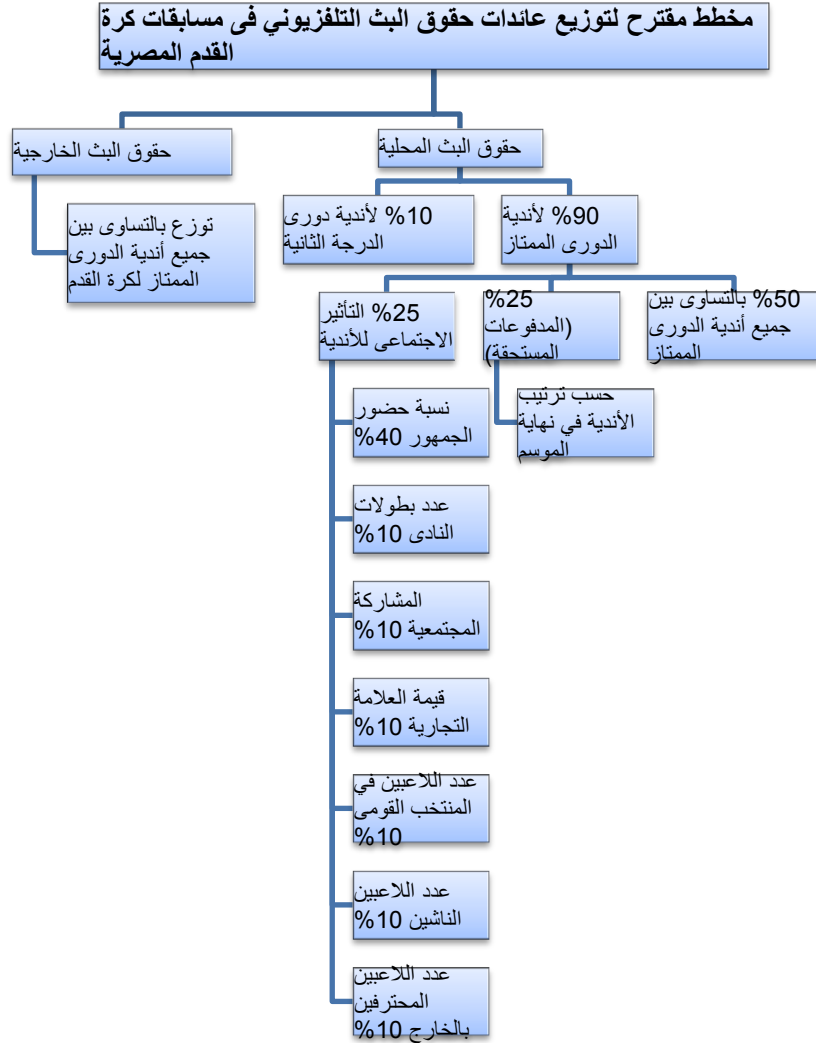 مخطط مقترح لتوزيع عائدات حقوق البث التلفزيوني فى مسابقات كرة
القدم المصرية
حقوق البث المحلية
حقوق البث الخارجية
%90 لأندية
الدورى الممتاز
%10 لأندية دورى
الدرجة الثانية
توزع بالتساوى بين
جميع أندية الدورى
الممتاز لكرة القدم
%50 بالتساوى بين
جميع أندية الدورى
الممتاز
%25
(المدفوعات
المستحقة)
%25 التأثير
الاجتماعى للأندية
حسب ترتيب
الأندية في نهاية
الموسم
نسبة حضور
الجمهور 40%
عدد بطولات
النادى 10%
المشاركة
المجتمعية 10%
قيمة العلامة
التجارية 10%
عدد اللاعبين في
المنتخب القومى
%10
عدد اللاعبين
الناشين 10%
عدد اللاعبين
المحترفين
بالخارج 10%